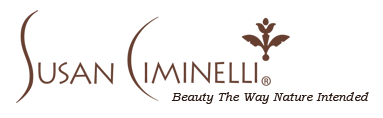 SUSAN CIMINELLI®
Beauty The Way Nature Intended